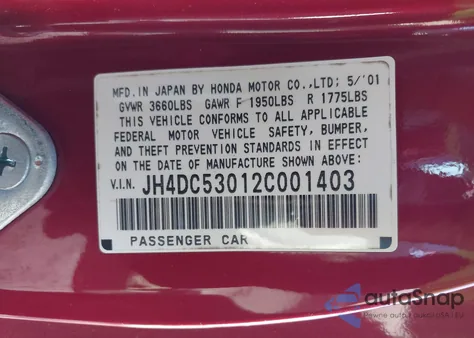 MFD.IN JAPAN BY HONDA MOTOR CO.,LTD; 5/'01
GVWR 3660LBS GAWR F 1950LBS R 1775LBS
THIS VEHICLE CONFORMS TO ALL APPLICABLE
FEDERAL MOTOR VEHICLE SAFETY, BUMPER,
AND THEFT PREVENTION STANDARDS IN EFFECT
ON THE DATE OF MANUFACTURE SHOWN ABOVE.
V.I.N. JH4DC53012C001403
PASSENGER CAR
autoSnap